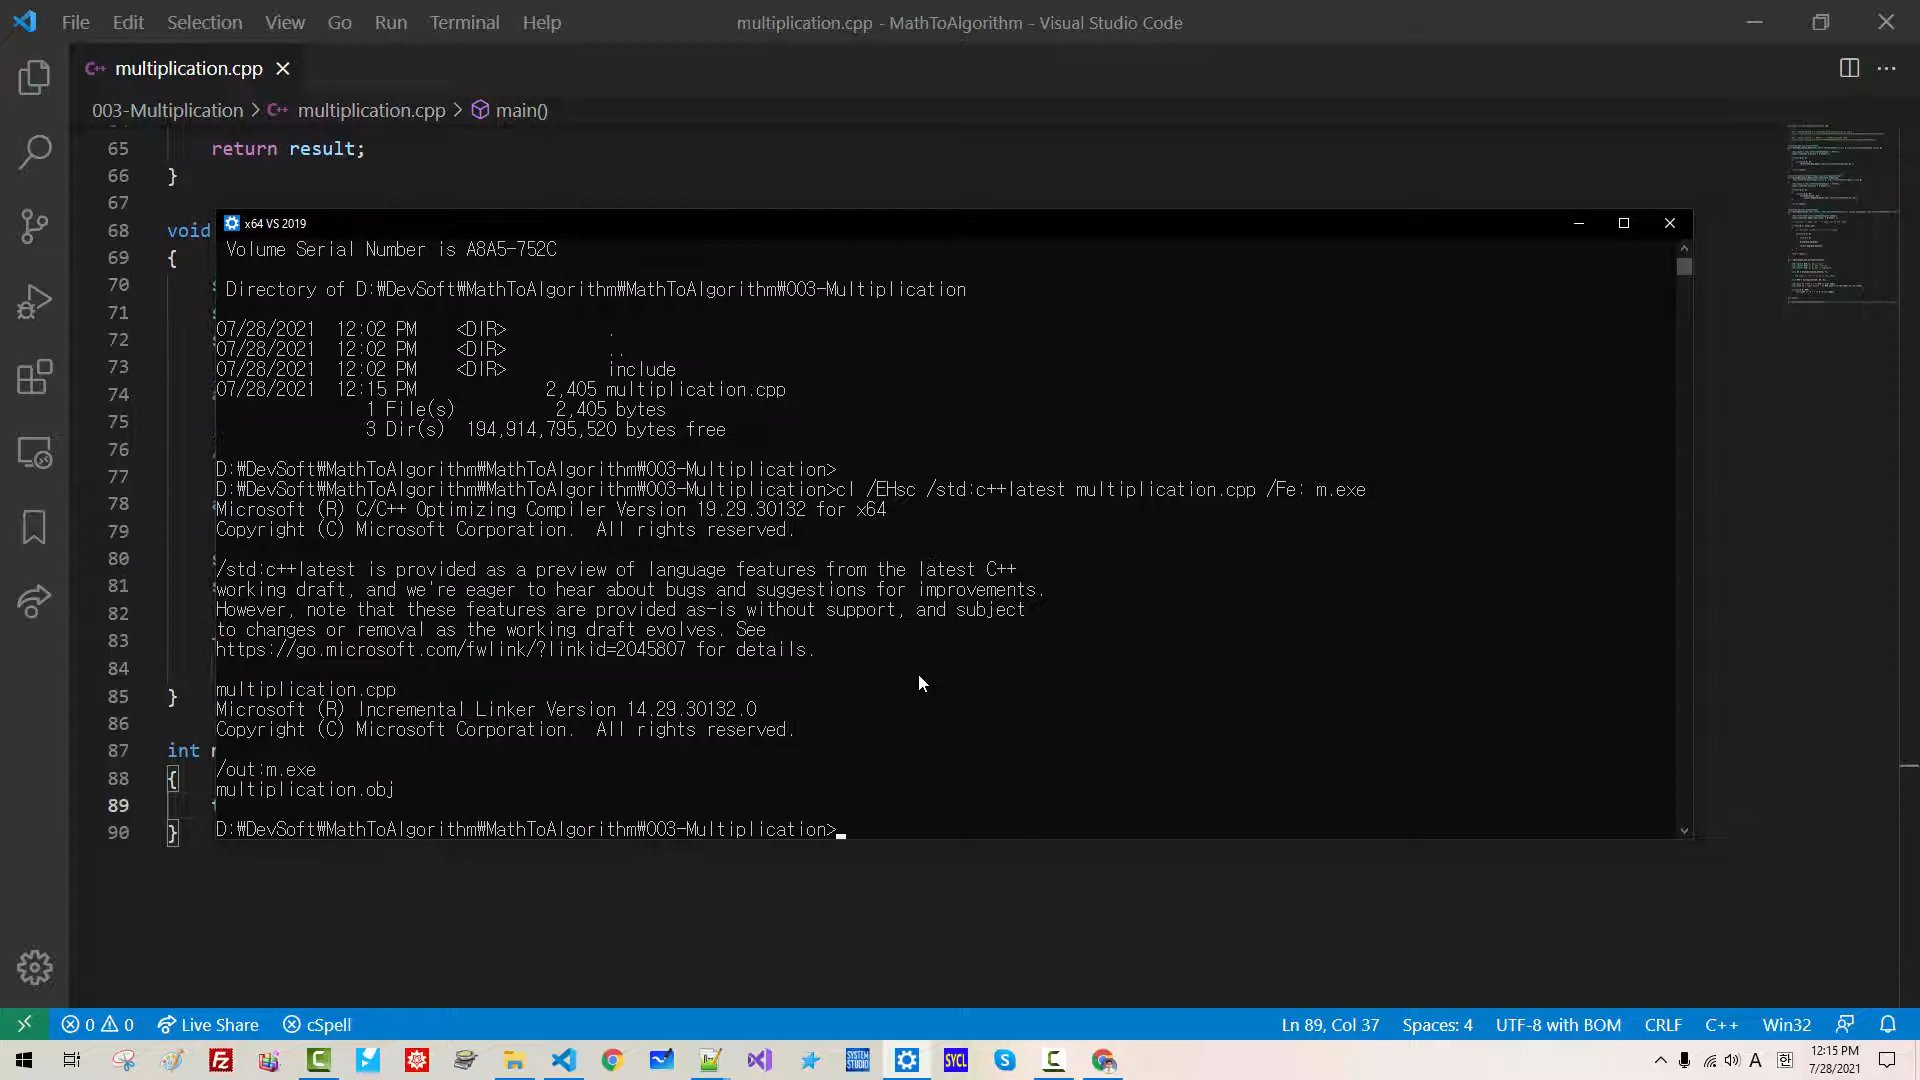 File Edit Selection View Go Run Terminal Help
multiplication.cpp - MathToAlgorithm - Visual Studio Code
multiplication.cpp
003-Multiplication > multiplication.cpp > main()
65 return result;
66 }
67
68 void
69 {
70
71
72
73
74
75
76
77
78
79
80
81
82
83
84
85 }
86
87 int
88 {
89
90 }
x64 VS 2019
Volume Serial Number is A8A5-752C
Directory of D:₩DevSoft₩MathToAlgorithm₩MathToAlgorithm₩003-Multiplication
07/28/2021 12:02 PM <DIR> .
07/28/2021 12:02 PM <DIR> ..
07/28/2021 12:02 PM <DIR> include
07/28/2021 12:15 PM 2,405 multiplication.cpp
1 File(s) 2,405 bytes
3 Dir(s) 194,914,795,520 bytes free
D:₩DevSoft₩MathToAlgorithm₩MathToAlgorithm₩003-Multiplication>
D:₩DevSoft₩MathToAlgorithm₩MathToAlgorithm₩003-Multiplication>cl /EHsc /std:c++latest multiplication.cpp /Fe: m.exe
Microsoft (R) C/C++ Optimizing Compiler Version 19.29.30132 for x64
Copyright (C) Microsoft Corporation. All rights reserved.
/std:c++latest is provided as a preview of language features from the latest C++
working draft, and we're eager to hear about bugs and suggestions for improvements.
However, note that these features are provided as-is without support, and subject
to changes or removal as the working draft evolves. See
https://go.microsoft.com/fwlink/?linkid=2045807 for details.
multiplication.cpp
Microsoft (R) Incremental Linker Version 14.29.30132.0
Copyright (C) Microsoft Corporation. All rights reserved.
/out:m.exe
multiplication.obj
D:₩DevSoft₩MathToAlgorithm₩MathToAlgorithm₩003-Multiplication>
0 0 Live Share cSpell
Ln 89, Col 37 Spaces: 4 UTF-8 with BOM CRLF C++ Win32
SYSTEM STUDIO
SYCL
A 한
12:15 PM
7/28/2021